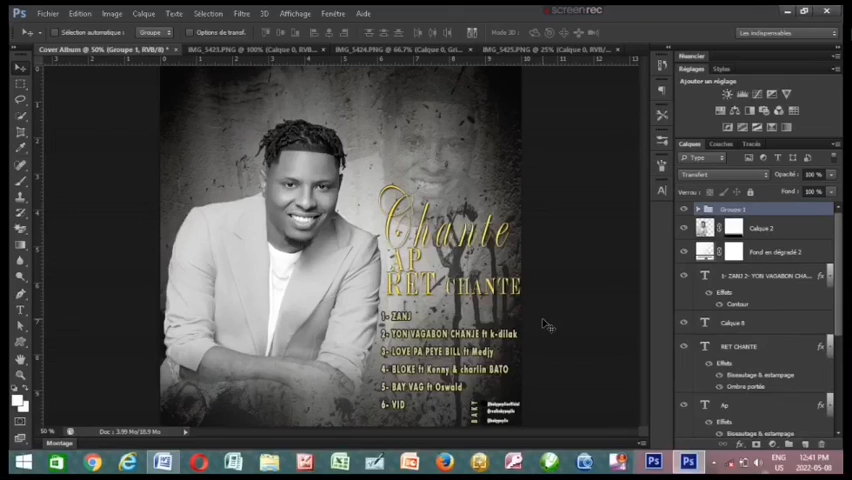 screenrec
Ps Fichier Edition Image Calque Texte Sélection Filtre 3D Affichage Fenêtre Aide
Sélection automatique : Groupe Options de transf. Mode 3D : Les indispensables
Cover Album @ 50% (Groupe 1, RVB/8) * IMG_5423.PNG @ 100% (Calque 0, RVB... IMG_5424.PNG @ 66.7% (Calque 0, Gri... IMG_5425.PNG @ 25% (Calque 0, RVB/...
Chante
AP
RET CHANTE
1- ZANJ
2- YON VAGABON CHANJE ft k-dilak
3- LOVE PA PEYE BILL ft Medjy
4- BLOKE ft Kenny & charlin BATO
5- BAY VAG ft Oswald
6- VID
Nuancier
Réglages Styles
Ajouter un réglage
Calques Couches Tracés
Type
Transfert Opacité : 100 %
Verrou : Fond : 100 %
Groupe 1
Calque 2
Fond en dégradé 2
1- ZANJ 2- YON VAGABON CHA... fx
Effets
Contour
Calque 8
RET CHANTE fx
Effets
Biseautage & estampage
Ombre portée
Ap fx
Effets
Biseautage & estampage
50 % Doc : 3.99 Mo/18.9 Mo
Montage
ENG 12:41 PM
US 2022-05-08